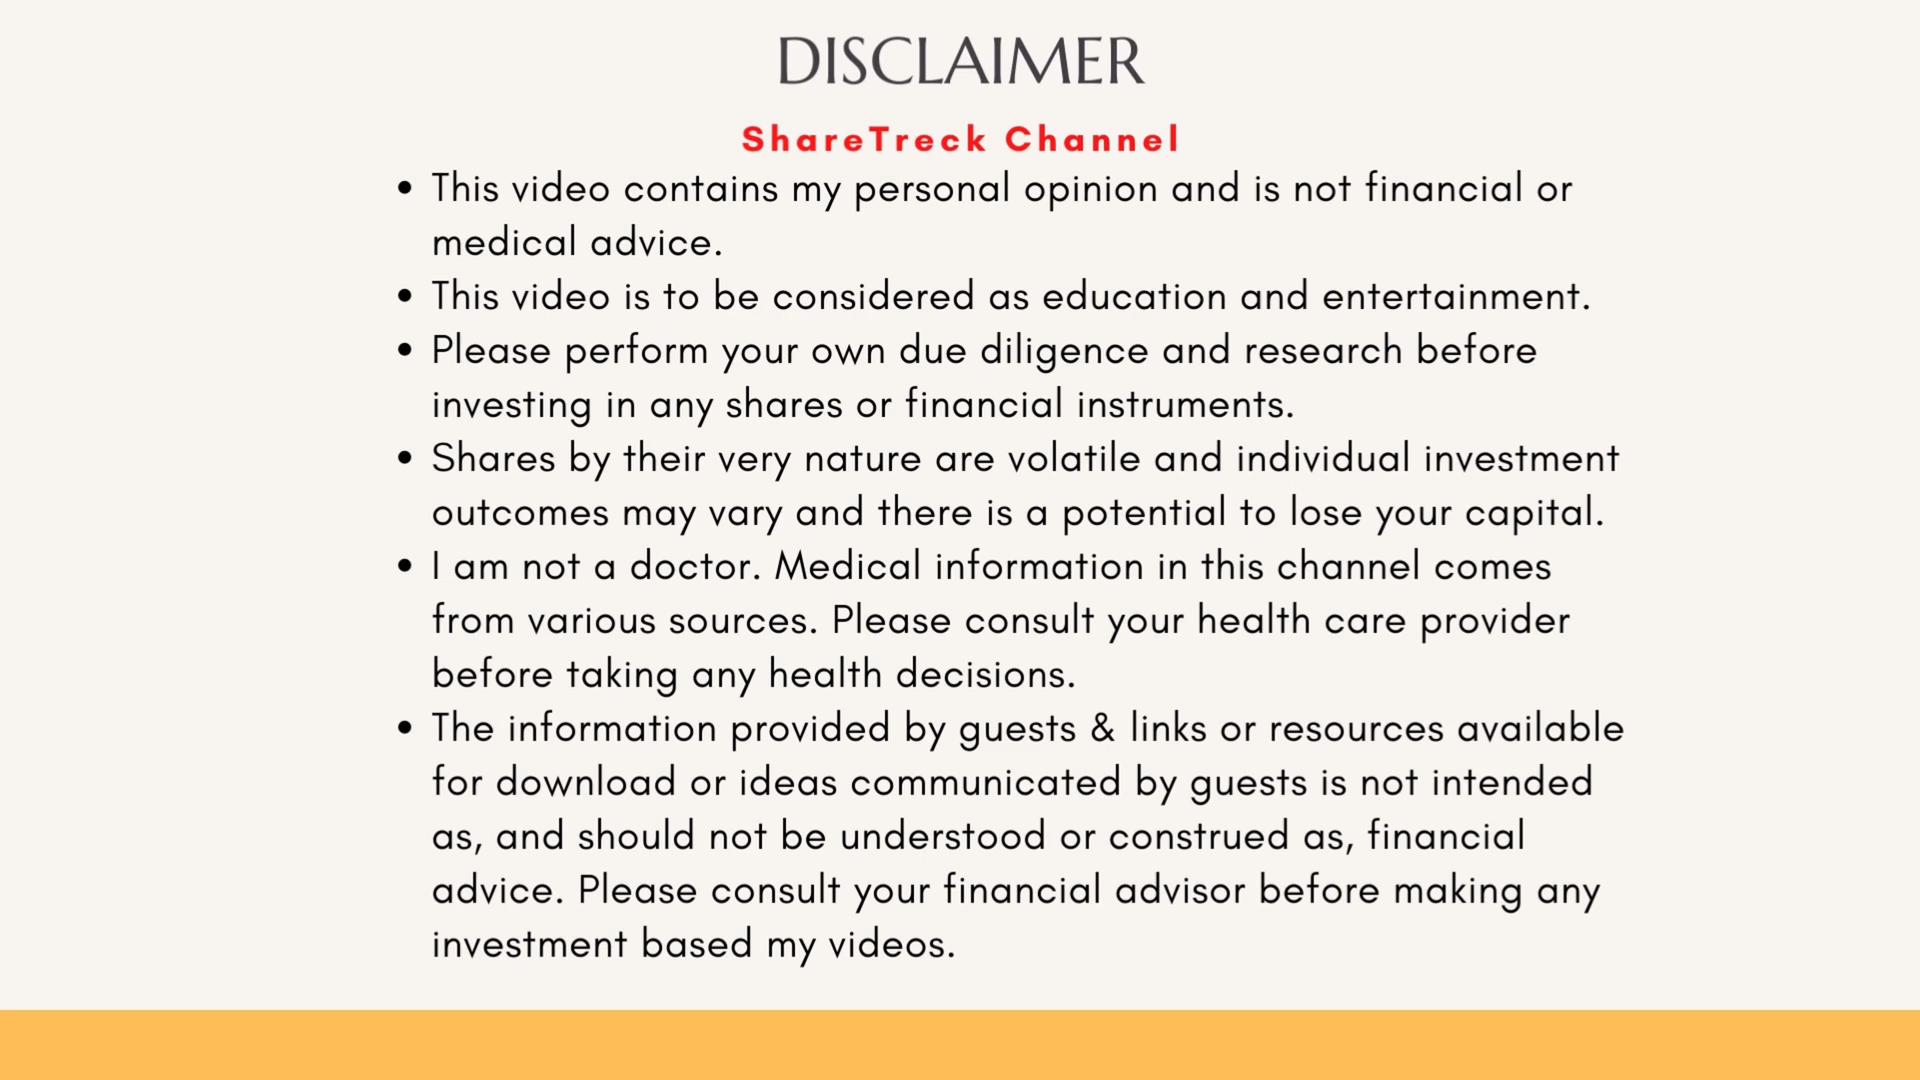 DISCLAIMER
ShareTreck Channel
• This video contains my personal opinion and is not financial or
medical advice.
• This video is to be considered as education and entertainment.
• Please perform your own due diligence and research before
investing in any shares or financial instruments.
• Shares by their very nature are volatile and individual investment
outcomes may vary and there is a potential to lose your capital.
• I am not a doctor. Medical information in this channel comes
from various sources. Please consult your health care provider
before taking any health decisions.
• The information provided by guests & links or resources available
for download or ideas communicated by guests is not intended
as, and should not be understood or construed as, financial
advice. Please consult your financial advisor before making any
investment based my videos.